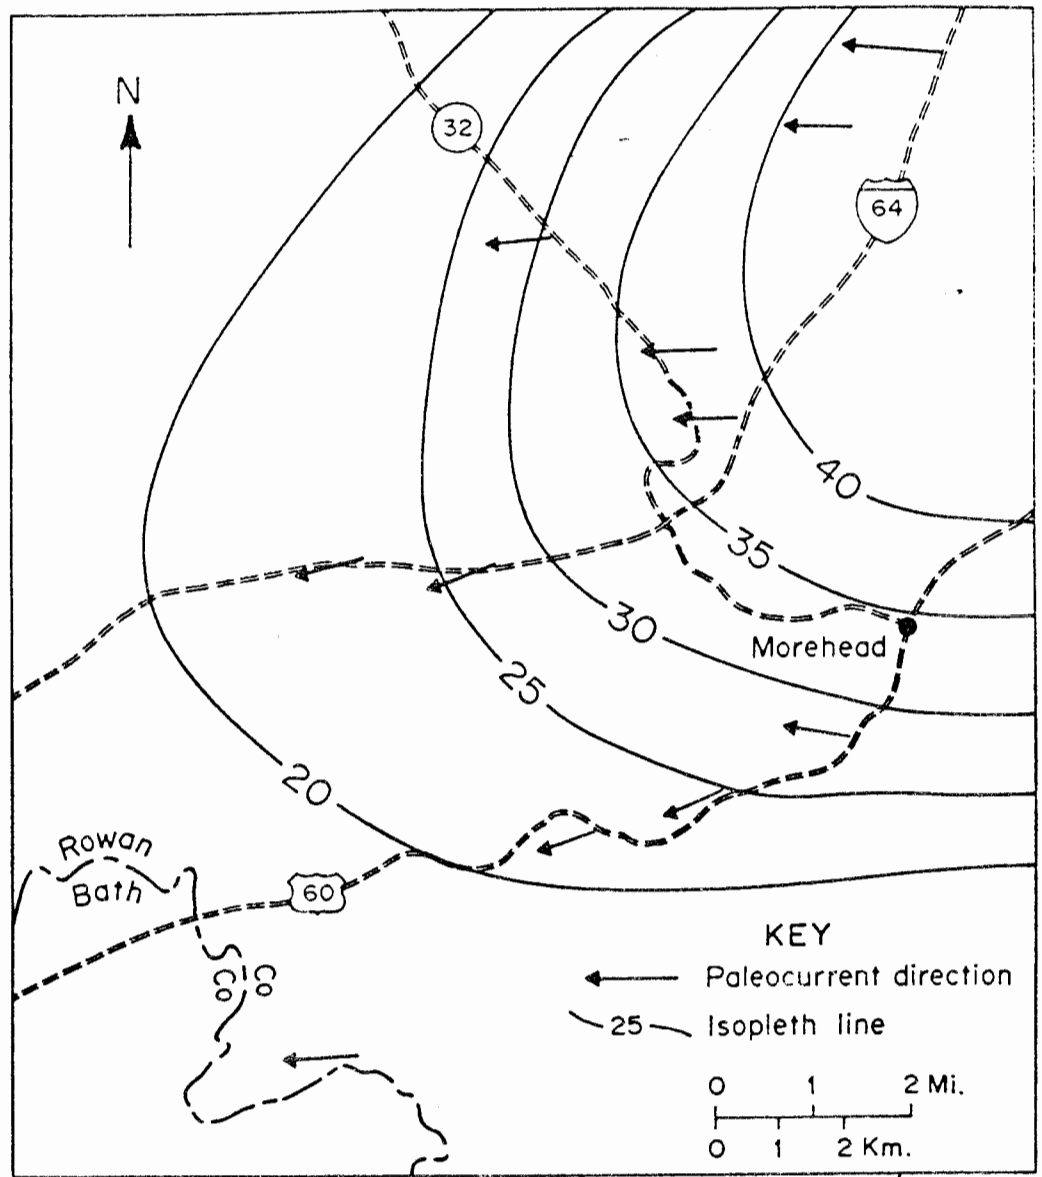 N
32
64
40
35
30
Morehead
25
20
Rowan
Bath
60
Co
Co
KEY
Paleocurrent direction
25 Isopleth line
0 1 2 Mi.
0 1 2 Km.